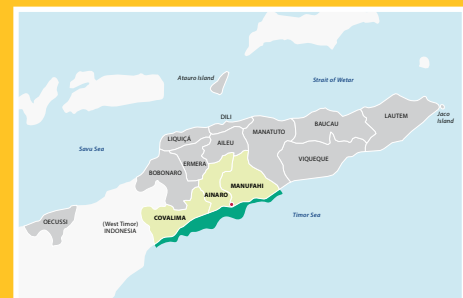 Atauro Island
Strait of Wetar
DILI
BAUCAU
LAUTEM
Jaco
Island
LIQUIÇA
AILEU
MANATUTO
Savu Sea
ERMERA
VIQUEQUE
BOBONARO
MANUFAHI
AINARO
OECUSSI
(West Timor)
INDONESIA
COVALIMA
Timor Sea